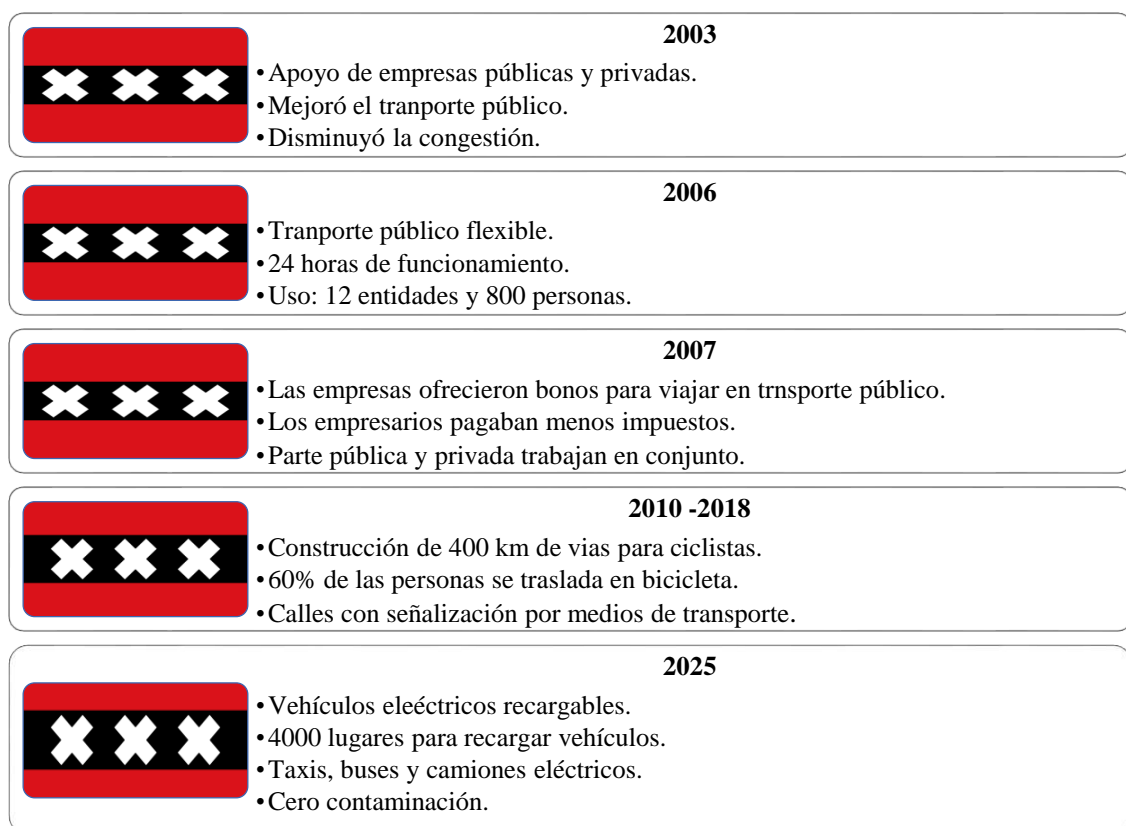 2003
•Apoyo de empresas públicas y privadas.
•Mejoró el tranporte público.
•Disminuyó la congestión.
2006
•Tranporte público flexible.
•24 horas de funcionamiento.
•Uso: 12 entidades y 800 personas.
2007
•Las empresas ofrecieron bonos para viajar en trnsporte público.
•Los empresarios pagaban menos impuestos.
•Parte pública y privada trabajan en conjunto.
2010 -2018
•Construcción de 400 km de vias para ciclistas.
•60% de las personas se traslada en bicicleta.
•Calles con señalización por medios de transporte.
2025
•Vehículos eleéctricos recargables.
•4000 lugares para recargar vehículos.
•Taxis, buses y camiones eléctricos.
•Cero contaminación.